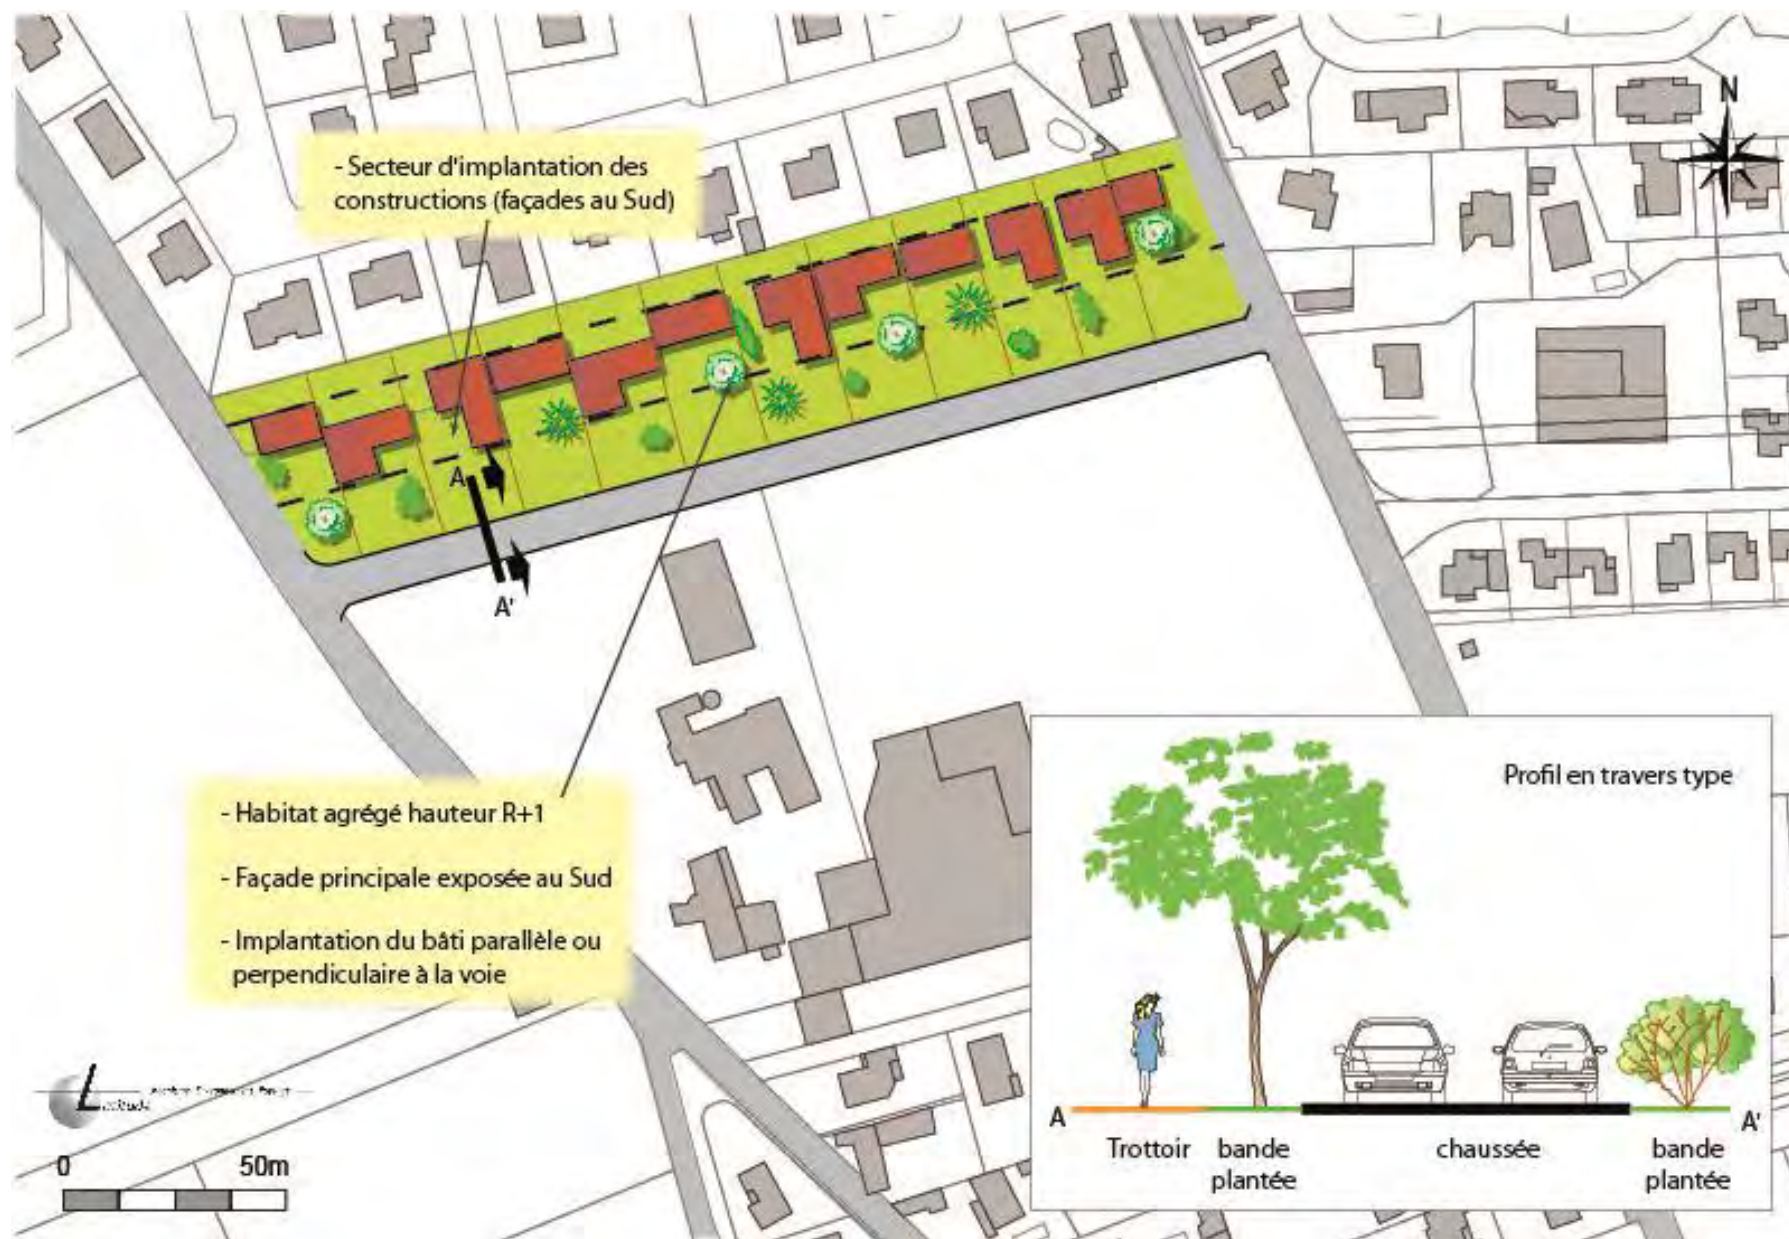 N
- Secteur d'implantation des
constructions (façades au Sud)
A
A'
- Habitat agrégé hauteur R+1
- Façade principale exposée au Sud
- Implantation du bâti parallèle ou
perpendiculaire à la voie
Profil en travers type
A
A'
Trottoir
bande
plantée
chaussée
bande
plantée
Latitude
0
50m